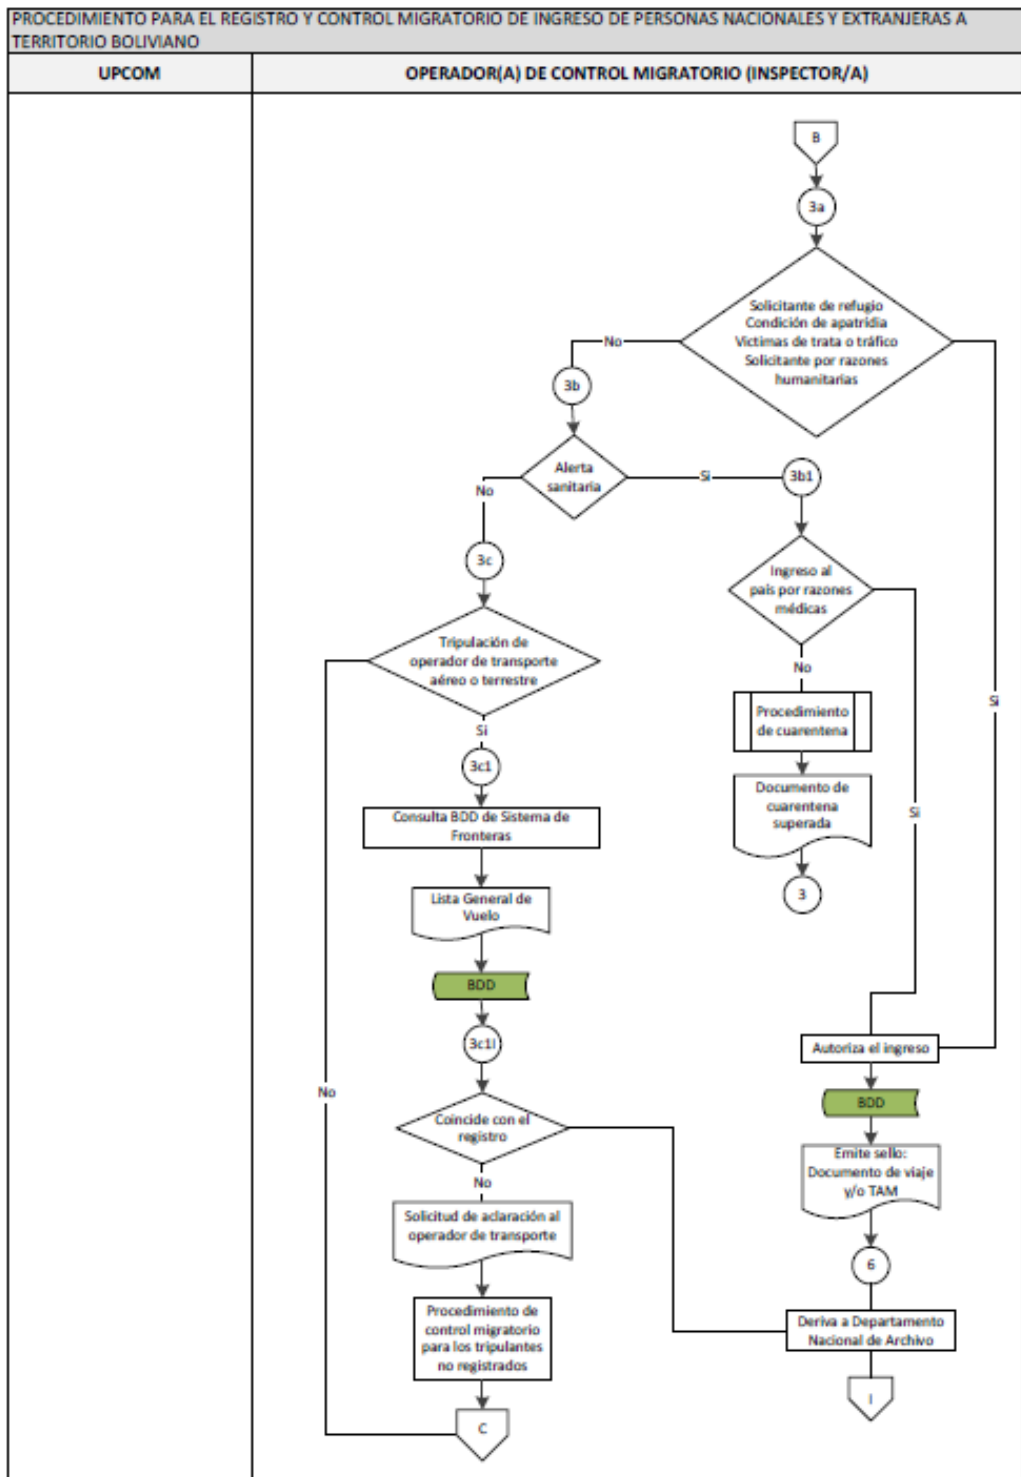 PROCEDIMIENTO PARA EL REGISTRO Y CONTROL MIGRATORIO DE INGRESO DE PERSONAS NACIONALES Y EXTRANJERAS A
TERRITORIO BOLIVIANO
UPCOM
OPERADOR(A) DE CONTROL MIGRATORIO (INSPECTOR/A)
B
3a
Solicitante de refugio
Condición de apatridia
Victimas de trata o tráfico
Solicitante por razones
humanitarias
No
Si
3b
Alerta
sanitaria
No
Si
3b1
3c
Ingreso al
país por razones
médicas
No
Si
Tripulación de
operador de transporte
aéreo o terrestre
Si
No
Procedimiento
de cuarentena
3c1
Documento de
cuarentena
superada
3
Consulta BDD de Sistema de
Fronteras
Lista General de
Vuelo
BDD
3c1I
Autoriza el ingreso
BDD
Coincide con el
registro
No
Emite sello:
Documento de viaje
y/o TAM
Solicitud de aclaración al
operador de transporte
6
Procedimiento de
control migratorio
para los tripulantes
no registrados
Deriva a Departamento
Nacional de Archivo
C
I